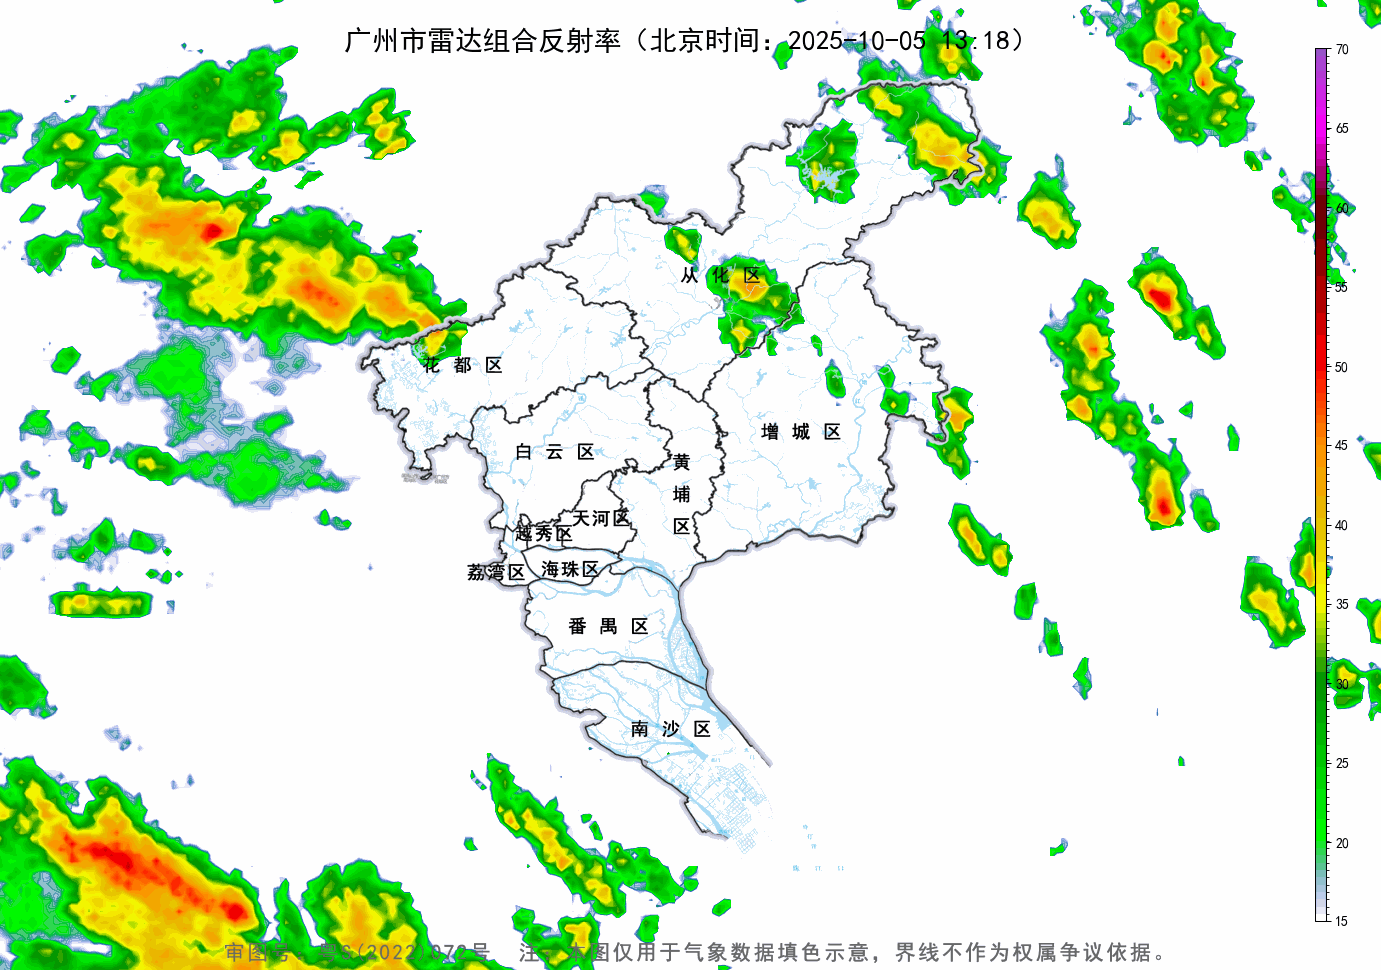 广州市雷达组合反射率（北京时间：2025-10-05 13:18）
70
65
60
55
50
45
40
35
30
25
20
15
从化区
花都区
增城区
白云区
黄埔区
天河区
越秀区
荔湾区
海珠区
番禺区
南沙区
审图号：粤S(2022)072号 注：本图仅用于气象数据填色示意，界线不作为权属争议依据。